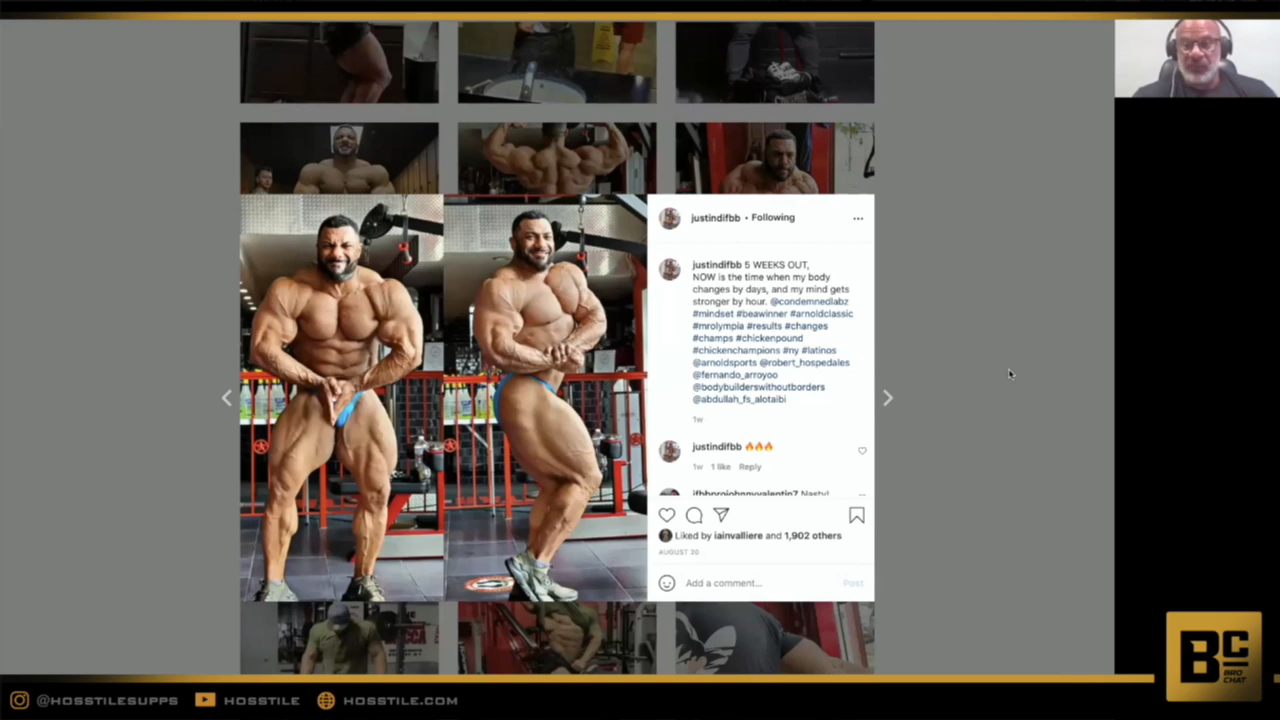 justindifbb • Following
justindifbb 5 WEEKS OUT,
NOW is the time when my body
changes by days, and my mind gets
stronger by hour. @condemnedlabz
#mindset #beawinner #arnoldclassic
#mrolympia #results #changes
#champs #chickenpound
#chickenchampions #ny #latinos
@arnoldsports @robert_hospedales
@fernando_arroyoo
@bodybuilderswithoutborders
@abdullah_fs_alotaibi
1w
justindifbb 🔥🔥🔥
1w 1 like Reply
ifbbprojohnnyvalentin7 Nasty!
Liked by iainvalliere and 1,902 others
AUGUST 20
Add a comment... Post
BC
BRO
CHAT
@HOSSTILESUPPS HOSSTILE HOSSTILE.COM